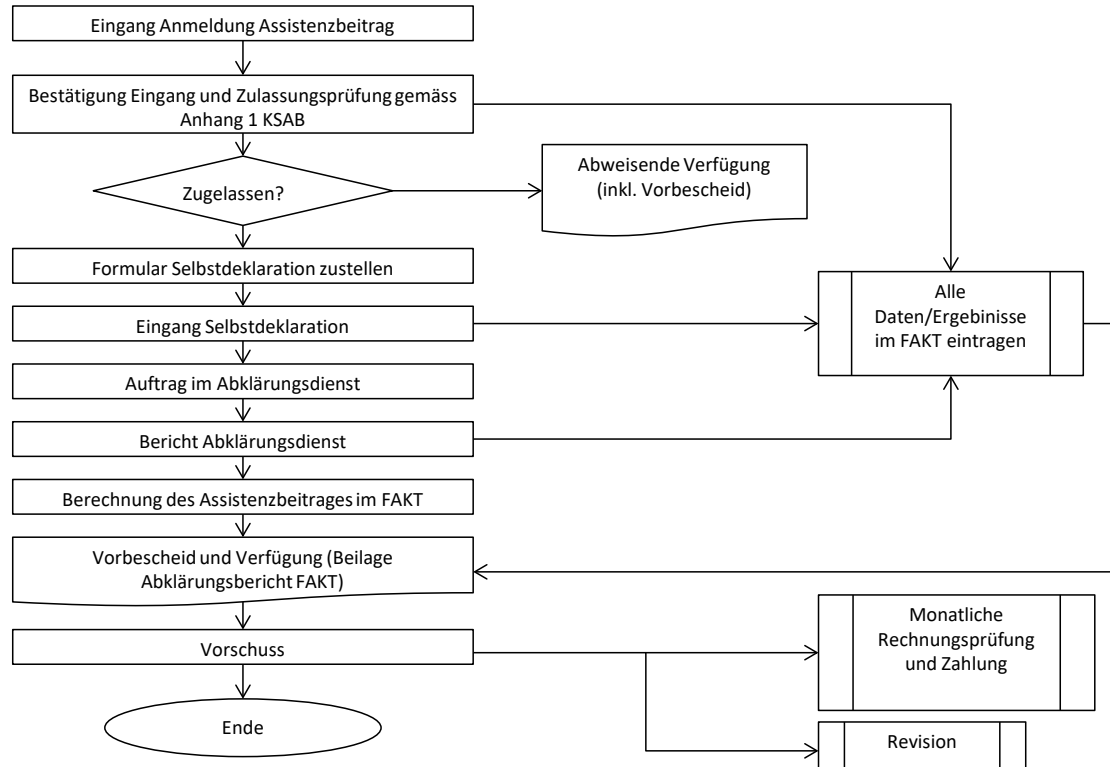 Eingang Anmeldung Assistenzbeitrag
Bestätigung Eingang und Zulassungsprüfung gemäss
Anhang 1 KSAB
Zugelassen?
Abweisende Verfügung
(inkl. Vorbescheid)
Formular Selbstdeklaration zustellen
Eingang Selbstdeklaration
Alle
Daten/Ergebinisse
im FAKT eintragen
Auftrag im Abklärungsdienst
Bericht Abklärungsdienst
Berechnung des Assistenzbeitrages im FAKT
Vorbescheid und Verfügung (Beilage
Abklärungsbericht FAKT)
Vorschuss
Monatliche
Rechnungsprüfung
und Zahlung
Ende
Revision